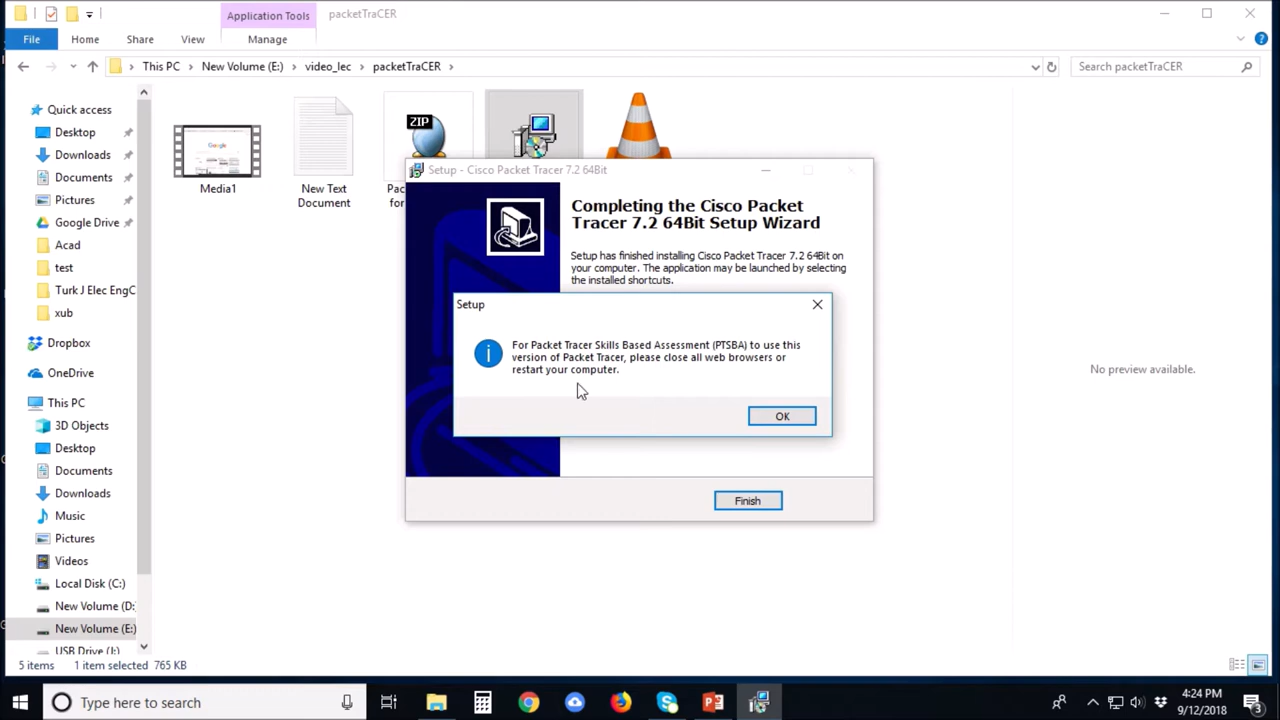 Application Tools
packetTraCER
File
Home
Share
View
Manage
This PC
New Volume (E:)
video_lec
packetTraCER
Search packetTraCER
Quick access
Desktop
Downloads
Documents
Pictures
Google Drive
Acad
test
Turk J Elec EngC
xub
Dropbox
OneDrive
This PC
3D Objects
Desktop
Documents
Downloads
Music
Pictures
Videos
Local Disk (C:)
New Volume (D:
New Volume (E:)
USB Drive (I:)
Google
Media1
New Text
Document
ZIP
Pac
for
Setup - Cisco Packet Tracer 7.2 64Bit
Completing the Cisco Packet
Tracer 7.2 64Bit Setup Wizard
Setup has finished installing Cisco Packet Tracer 7.2 64Bit on
your computer. The application may be launched by selecting
the installed shortcuts.
Setup
For Packet Tracer Skills Based Assessment (PTSBA) to use this
version of Packet Tracer, please close all web browsers or
restart your computer.
OK
Finish
No preview available.
5 items
1 item selected 765 KB
Type here to search
4:24 PM
9/12/2018
3